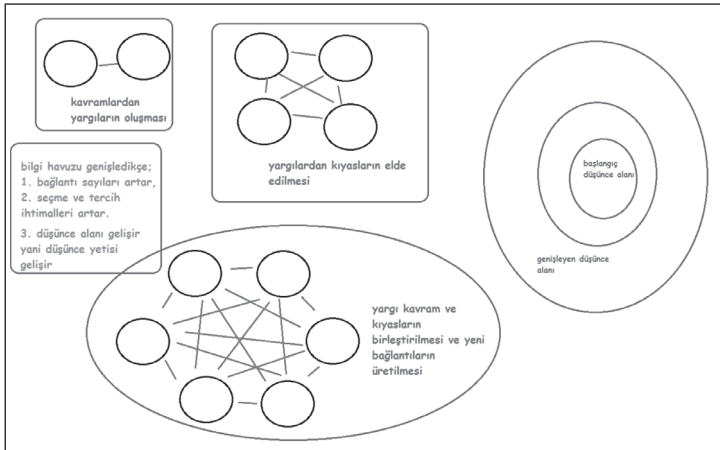 kavramlardan
yargıların oluşması
yargılardan kıyasların elde
edilmesi
başlangıç
düşünce alanı
genişleyen düşünce
alanı
bilgi havuzu genişledikçe;
1. bağlantı sayıları artar,
2. seçme ve tercih
ihtimalleri artar.
3. düşünce alanı gelişir
yani düşünce yetisi
gelişir
yargı kavram ve
kıyasların
birleştirilmesi ve yeni
bağlantıların
üretilmesi